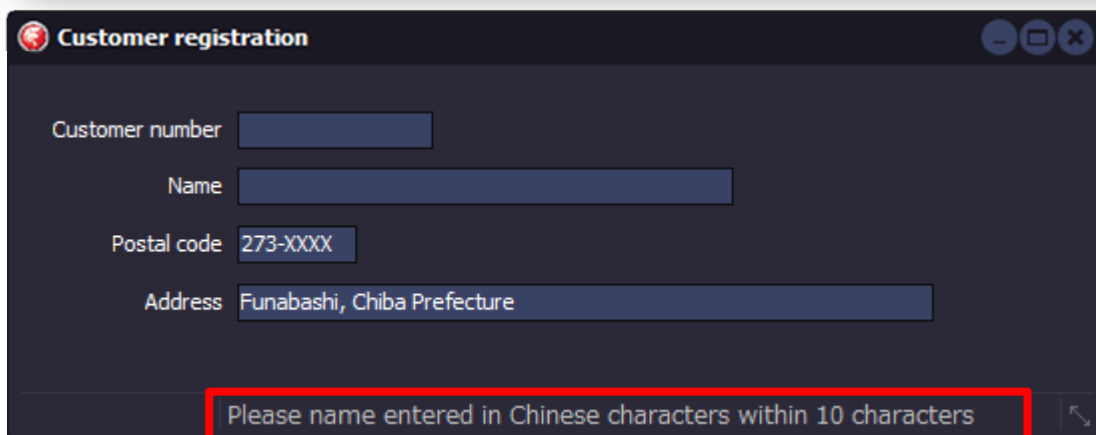 Customer registration
Customer number
Name
Postal code 273-XXXX
Address Funabashi, Chiba Prefecture
Please name entered in Chinese characters within 10 characters